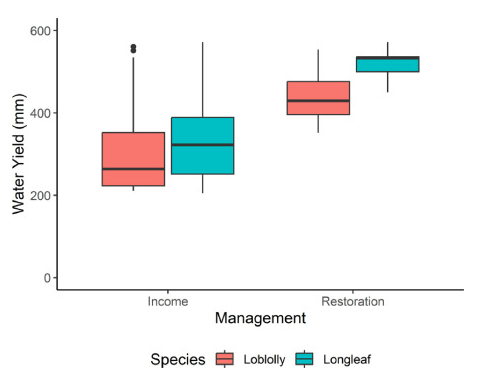 Water Yield (mm)
600
400
200
0
Income
Restoration
Management
Species
Loblolly
Longleaf